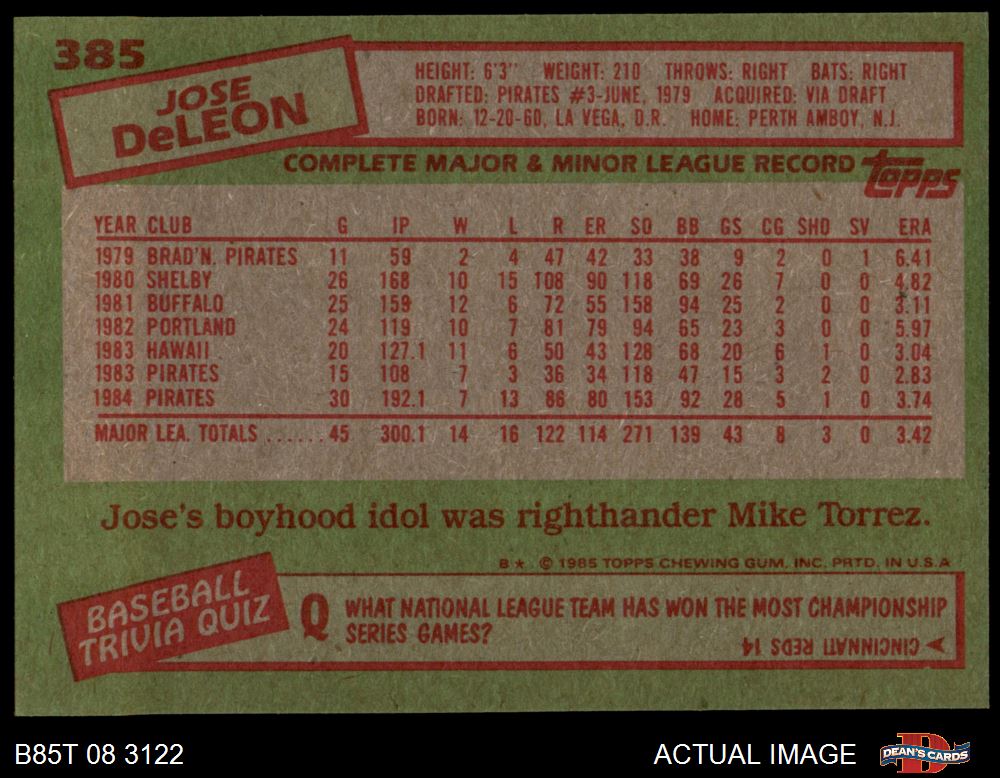 385
JOSE
DeLEON
HEIGHT: 6'3" WEIGHT: 210 THROWS: RIGHT BATS: RIGHT
DRAFTED: PIRATES #3-JUNE, 1979 ACQUIRED: VIA DRAFT
BORN: 12-20-60, LA VEGA, D.R. HOME: PERTH AMBOY, N.J.
COMPLETE MAJOR & MINOR LEAGUE RECORD
topps
YEAR CLUB G IP W L R ER SO BB GS CG SHO SV ERA
1979 BRAD'N. PIRATES 11 59 2 4 47 42 33 38 9 2 0 1 6.41
1980 SHELBY 26 168 10 15 108 90 118 69 26 7 0 0 4.82
1981 BUFFALO 25 159 12 6 72 55 158 94 25 2 0 0 3.11
1982 PORTLAND 24 119 10 7 81 79 94 65 23 3 0 0 5.97
1983 HAWAII 20 127.1 11 6 50 43 128 68 20 6 1 0 3.04
1983 PIRATES 15 108 7 3 36 34 118 47 15 3 2 0 2.83
1984 PIRATES 30 192.1 7 13 86 80 153 92 28 5 1 0 3.74
MAJOR LEA. TOTALS ...... 45 300.1 14 16 122 114 271 139 43 8 3 0 3.42
Jose's boyhood idol was righthander Mike Torrez.
B★ © 1985 TOPPS CHEWING GUM, INC. PRTD. IN U.S.A
BASEBALL
TRIVIA QUIZ
Q WHAT NATIONAL LEAGUE TEAM HAS WON THE MOST CHAMPIONSHIP
SERIES GAMES?
CINCINNATI REDS 14
B85T 08 3122
ACTUAL IMAGE
D
DEAN'S CARDS